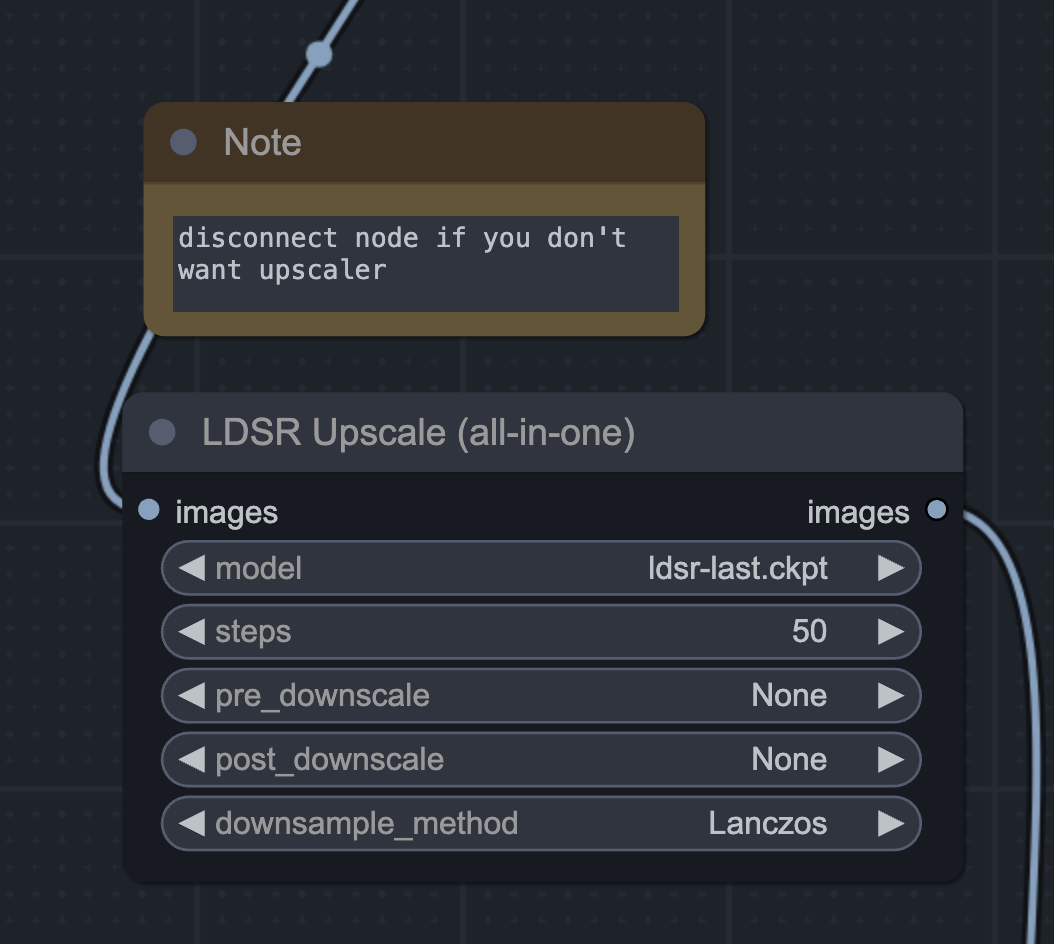 Note
disconnect node if you don't
want upscaler
LDSR Upscale (all-in-one)
images images
model ldsr-last.ckpt
steps 50
pre_downscale None
post_downscale None
downsample_method Lanczos